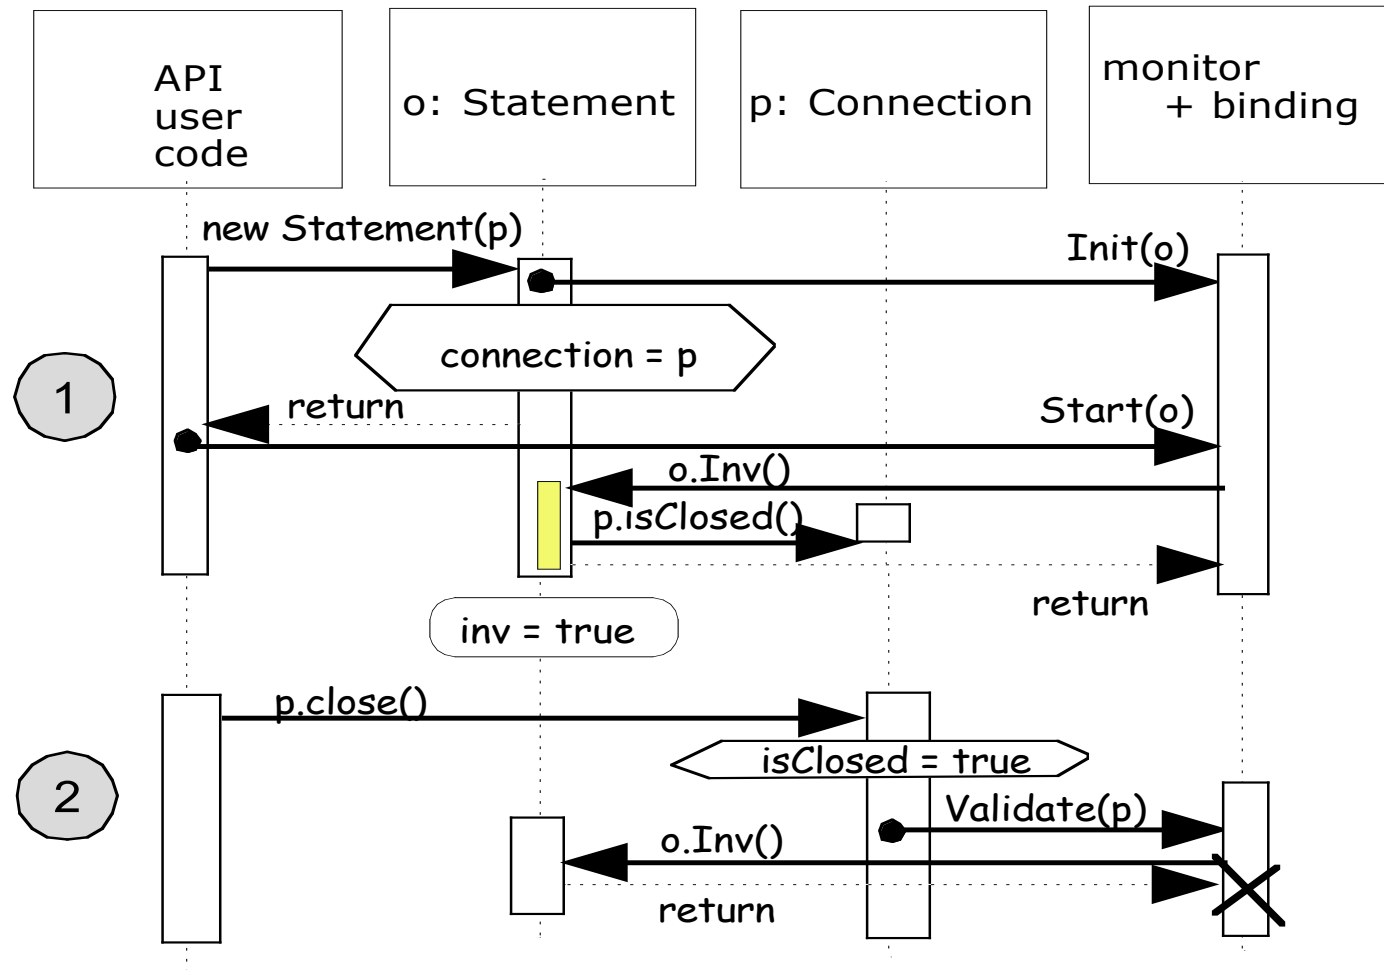 API
user
code
o: Statement
p: Connection
monitor
+ binding
new Statement(p)
Init(o)
connection = p
1
return
Start(o)
o.Inv()
p.isClosed()
return
inv = true
p.close()
isClosed = true
2
Validate(p)
o.Inv()
return